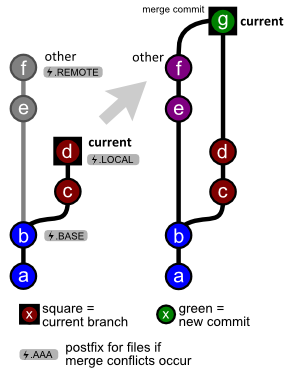 merge commit
g current
other
f ⚡.REMOTE
other f
e
e
current
d ⚡.LOCAL
d
c
c
b ⚡.BASE
b
a
a
x square =
current branch
x green =
new commit
⚡.AAA postfix for files if
merge conflicts occur